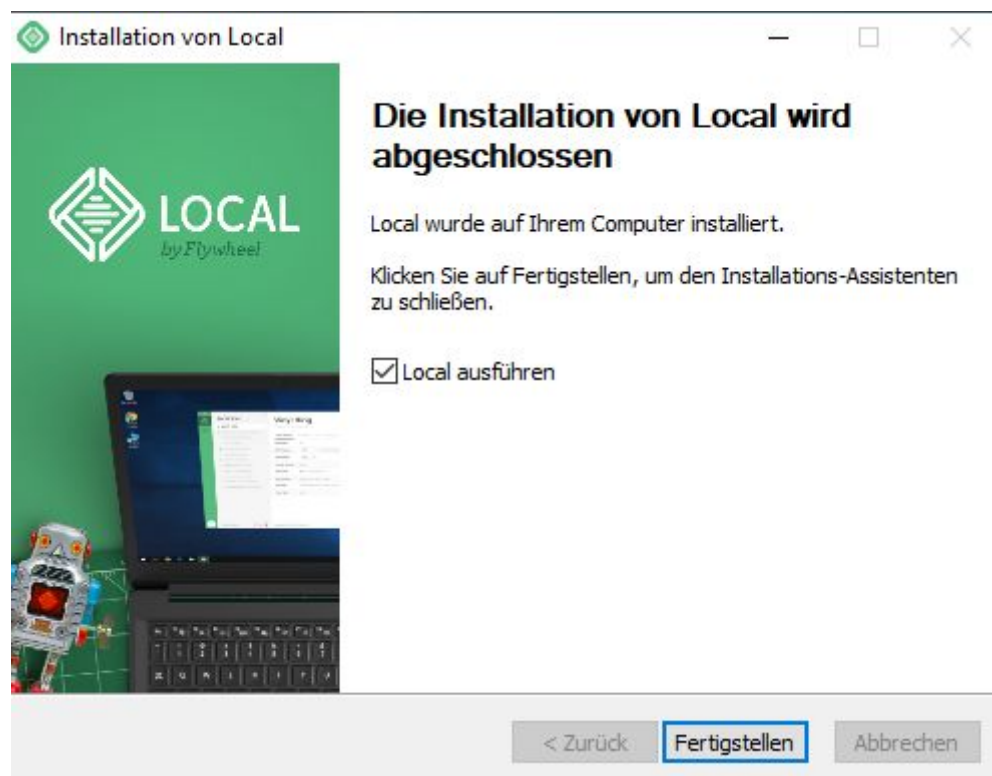 Installation von Local
LOCAL
by Flywheel
Die Installation von Local wird
abgeschlossen
Local wurde auf Ihrem Computer installiert.
Klicken Sie auf Fertigstellen, um den Installations-Assistenten
zu schließen.
Local ausführen
< Zurück
Fertigstellen
Abbrechen